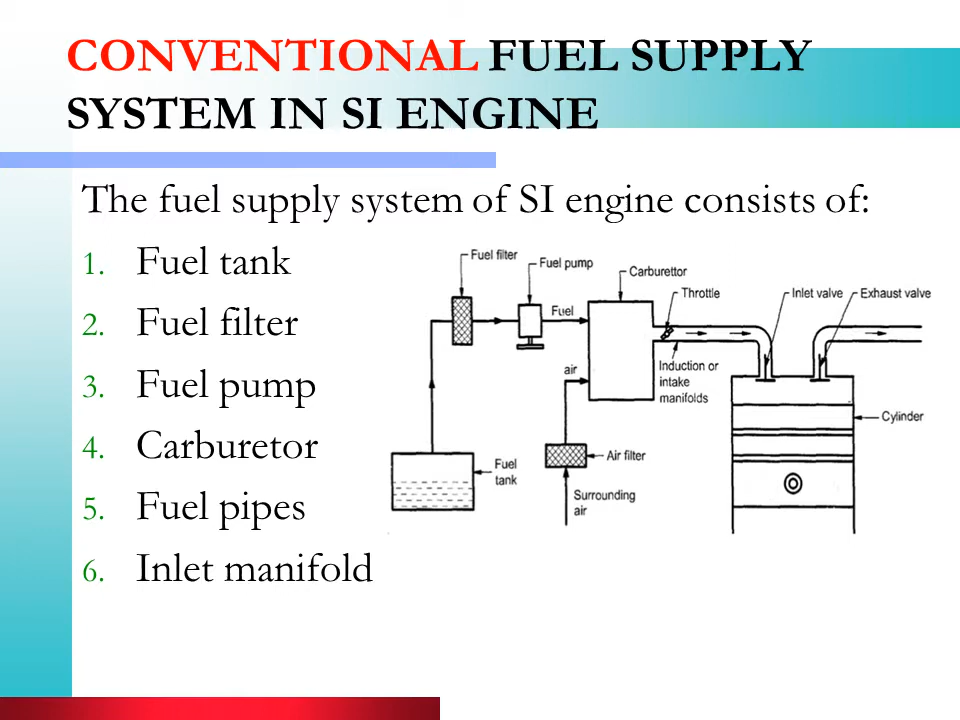 CONVENTIONAL FUEL SUPPLY
SYSTEM IN SI ENGINE
The fuel supply system of SI engine consists of:
1. Fuel tank
2. Fuel filter
3. Fuel pump
4. Carburetor
5. Fuel pipes
6. Inlet manifold
Fuel filter
Fuel pump
Carburettor
Throttle
Inlet valve
Exhaust valve
Fuel
air
Induction or
intake
manifolds
Cylinder
Fuel
tank
Air filter
Surrounding
air